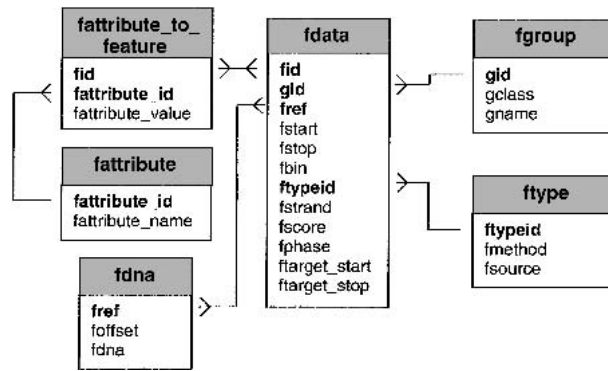 fattribute_to_
feature
fid
fattribute_id
fattribute_value
fattribute
fattribute_id
fattribute_name
fdna
fref
foffset
fdna
fdata
fid
gid
fref
fstart
fstop
fbin
ftypeid
fstrand
fscore
fphase
ftarget_start
ftarget_stop
fgroup
gid
gclass
gname
ftype
ftypeid
fmethod
fsource